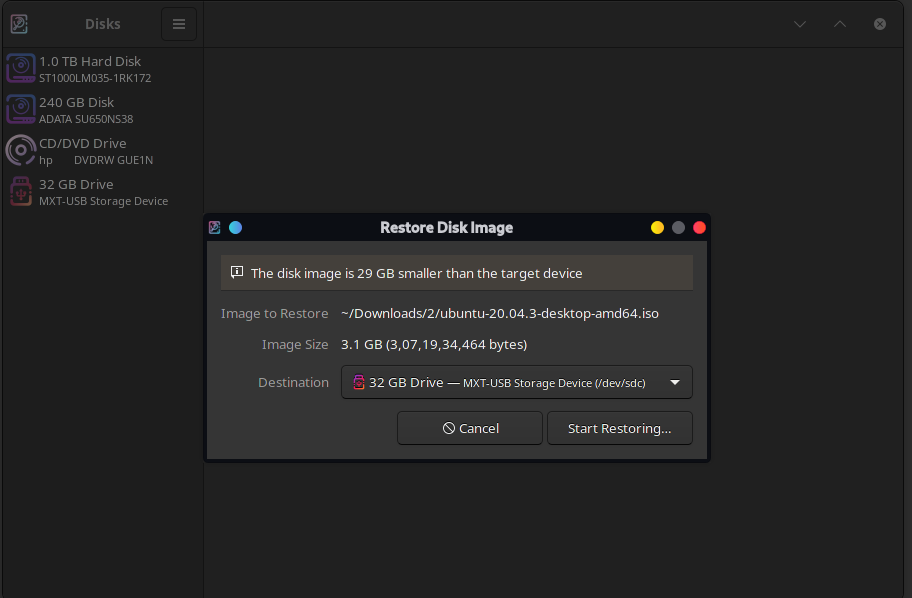 Disks
1.0 TB Hard Disk
ST1000LM035-1RK172
240 GB Disk
ADATA SU650NS38
CD/DVD Drive
hp DVDRW GUE1N
32 GB Drive
MXT-USB Storage Device
Restore Disk Image
The disk image is 29 GB smaller than the target device
Image to Restore ~/Downloads/2/ubuntu-20.04.3-desktop-amd64.iso
Image Size 3.1 GB (3,07,19,34,464 bytes)
Destination 32 GB Drive — MXT-USB Storage Device (/dev/sdc)
Cancel Start Restoring…